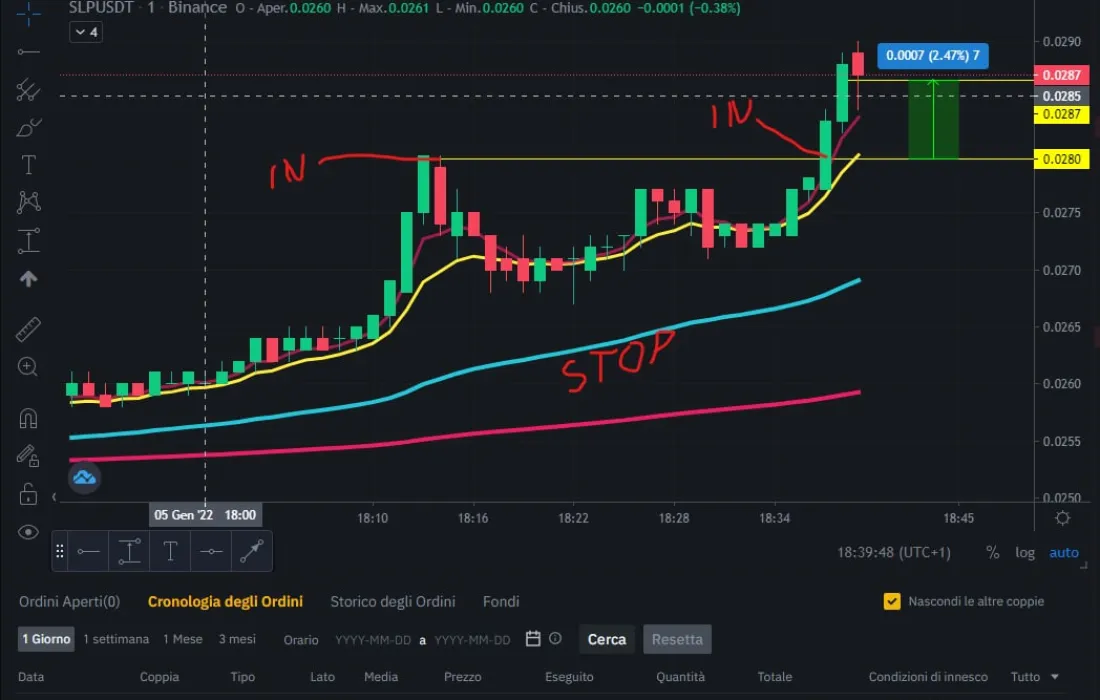 SLPUSDT · 1 · Binance O - Aper.0.0260 H - Max.0.0261 L - Min.0.0260 C - Chius.0.0260 −0.0001 (−0.38%)
4
0.0290
0.0007 (2.47%) 7
0.0287
0.0285
0.0287
IN
IN
0.0280
0.0275
0.0270
0.0265
STOP
0.0260
0.0255
0.0250
05 Gen '22 18:00
18:10 18:16 18:22 18:28 18:34 18:45
18:39:48 (UTC+1) % log auto
Ordini Aperti(0) Cronologia degli Ordini Storico degli Ordini Fondi Nascondi le altre coppie
1 Giorno 1 settimana 1 Mese 3 mesi Orario YYYY-MM-DD a YYYY-MM-DD Cerca Resetta
Data Coppia Tipo Lato Media Prezzo Eseguito Quantità Totale Condizioni di innesco Tutto